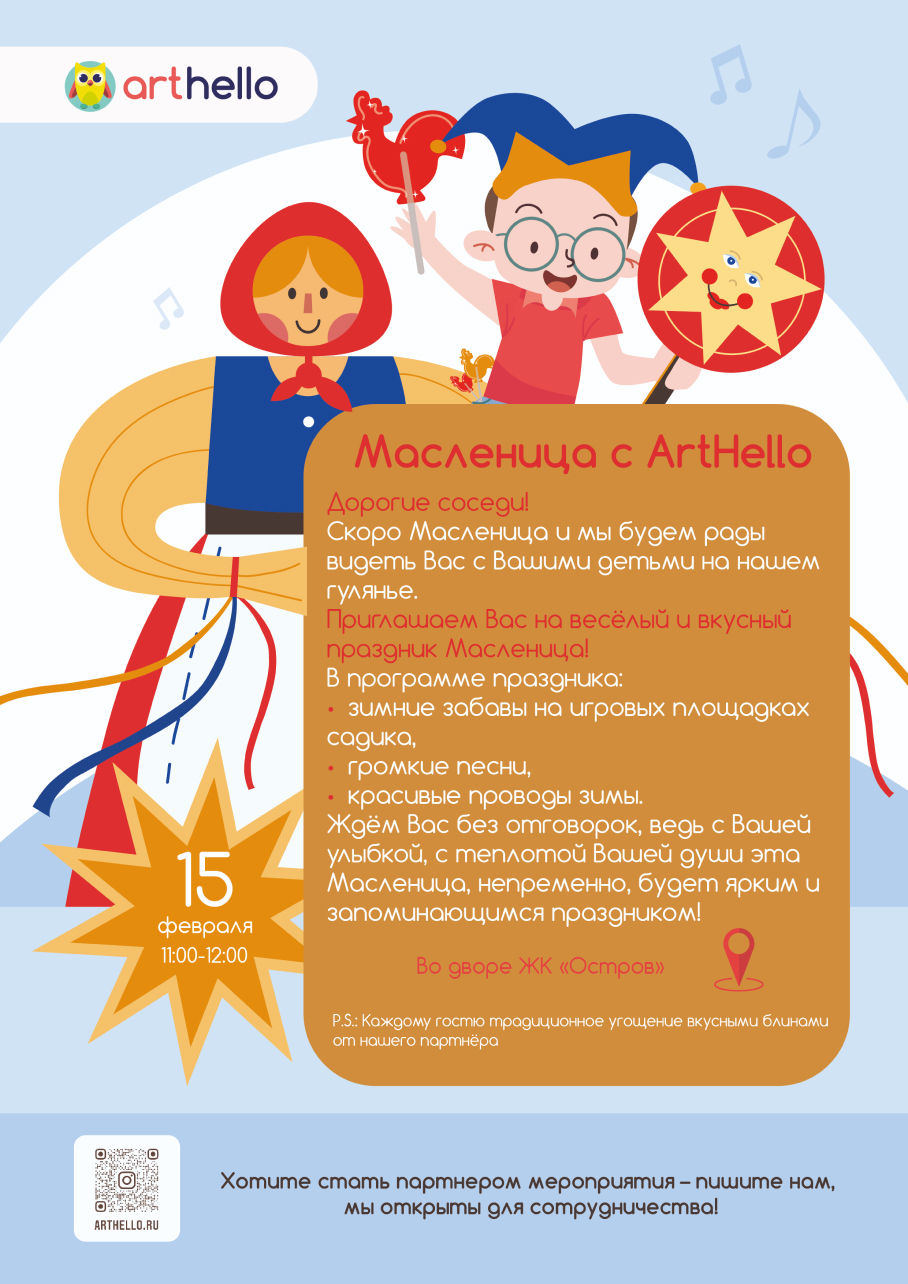 arthello
Масленица с ArtHello
Дорогие соседи!
Скоро Масленица и мы будем рады
видеть Вас с Вашими детьми на нашем
гулянье.
Приглашаем Вас на весёлый и вкусный
праздник Масленица!
В программе праздника:
• зимние забавы на игровых площадках
садика,
• громкие песни,
• красивые проводы зимы.
Ждём Вас без отговорок, ведь с Вашей
улыбкой, с теплотой Вашей души эта
Масленица, непременно, будет ярким и
запоминающимся праздником!
15
февраля
11:00-12:00
Во дворе ЖК «Остров»
P.S.: Каждому гостю традиционное угощение вкусными блинами
от нашего партнёра
ARTHELLO.RU
Хотите стать партнером мероприятия – пишите нам,
мы открыты для сотрудничества!